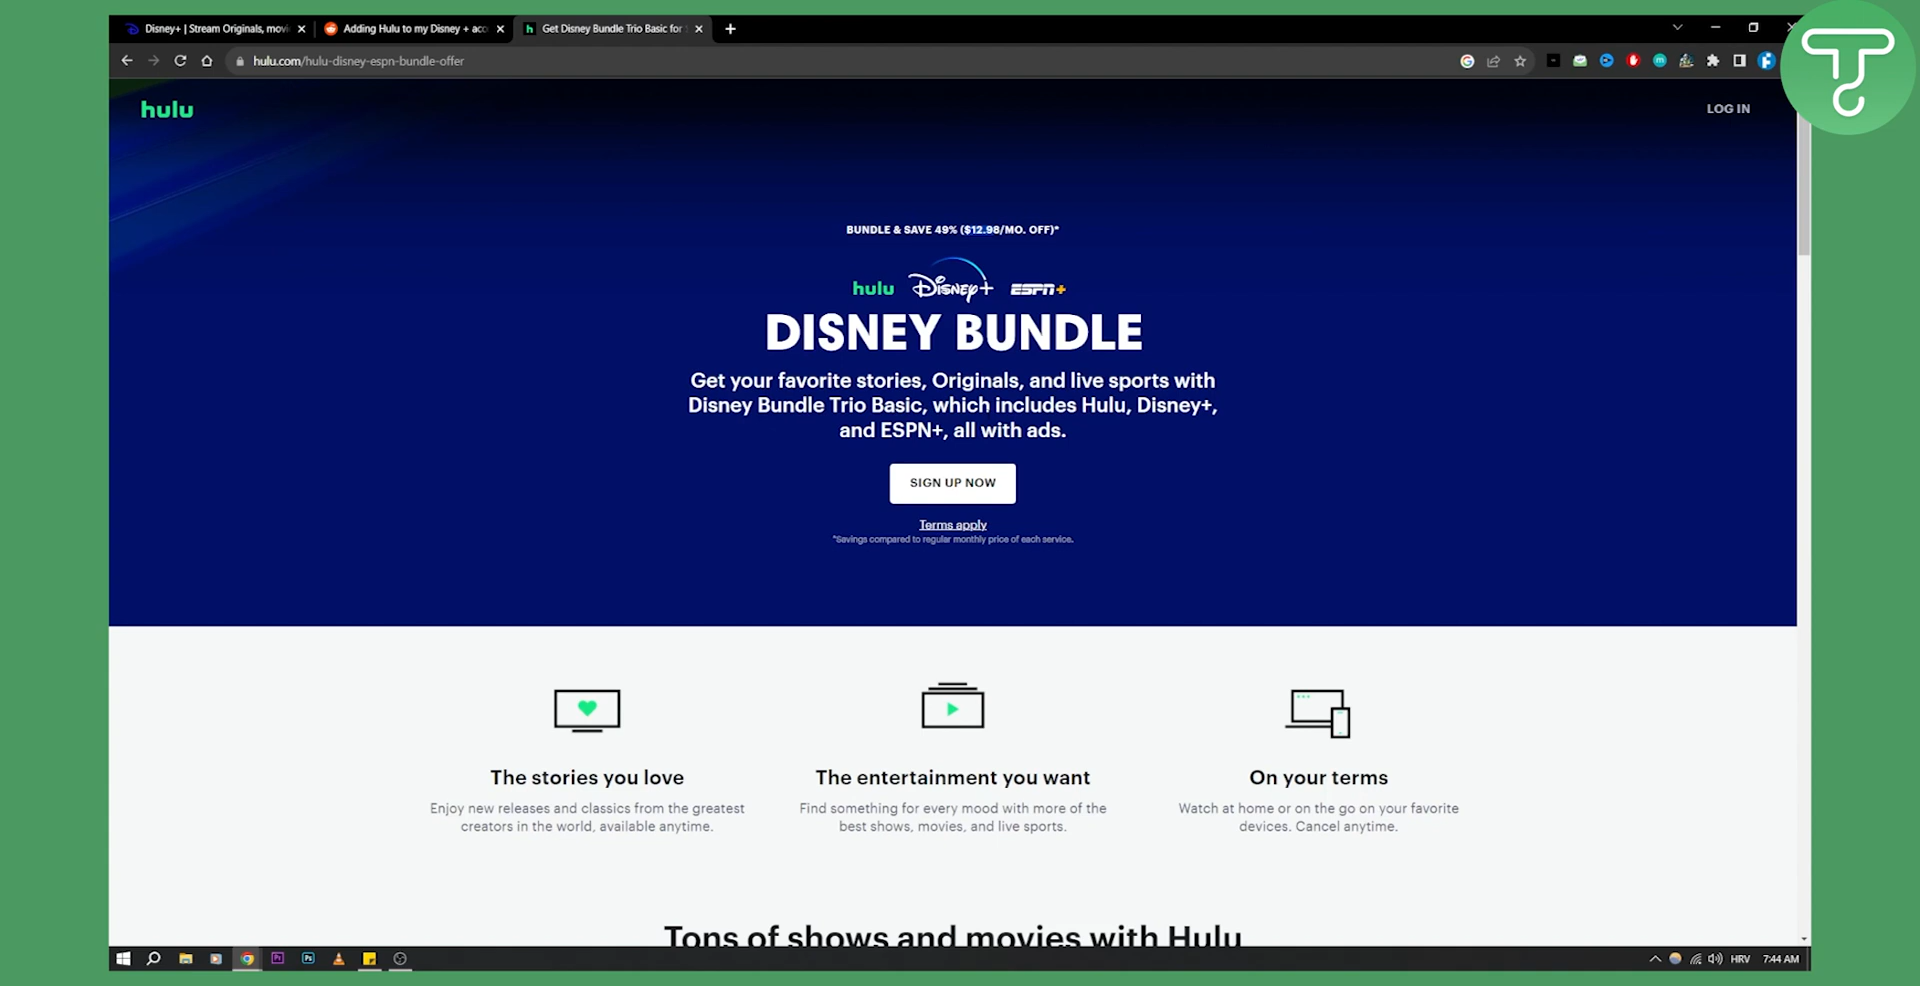 Disney+ | Stream Originals, movi
Adding Hulu to my Disney + acc
Get Disney Bundle Trio Basic for
hulu.com/hulu-disney-espn-bundle-offer
hulu
LOG IN
BUNDLE & SAVE 49% ($12.98/MO. OFF)*
hulu Disney+ ESPN+
DISNEY BUNDLE
Get your favorite stories, Originals, and live sports with
Disney Bundle Trio Basic, which includes Hulu, Disney+,
and ESPN+, all with ads.
SIGN UP NOW
Terms apply
*Savings compared to regular monthly price of each service.
The stories you love
Enjoy new releases and classics from the greatest
creators in the world, available anytime.
The entertainment you want
Find something for every mood with more of the
best shows, movies, and live sports.
On your terms
Watch at home or on the go on your favorite
devices. Cancel anytime.
Tons of shows and movies with Hulu
HRV
7:44 AM